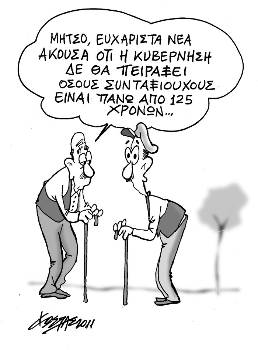 ΜΗΤΣΟ, ΕΥΧΑΡΙΣΤΑ ΝΕΑ
ΑΚΟΥΣΑ ΟΤΙ Η ΚΥΒΕΡΝΗΣΗ
ΔΕ ΘΑ ΠΕΙΡΑΞΕΙ
ΟΣΟΥΣ ΣΥΝΤΑΞΙΟΥΧΟΥΣ
ΕΙΝΑΙ ΠΑΝΩ ΑΠΟ 125
ΧΡΟΝΩΝ...